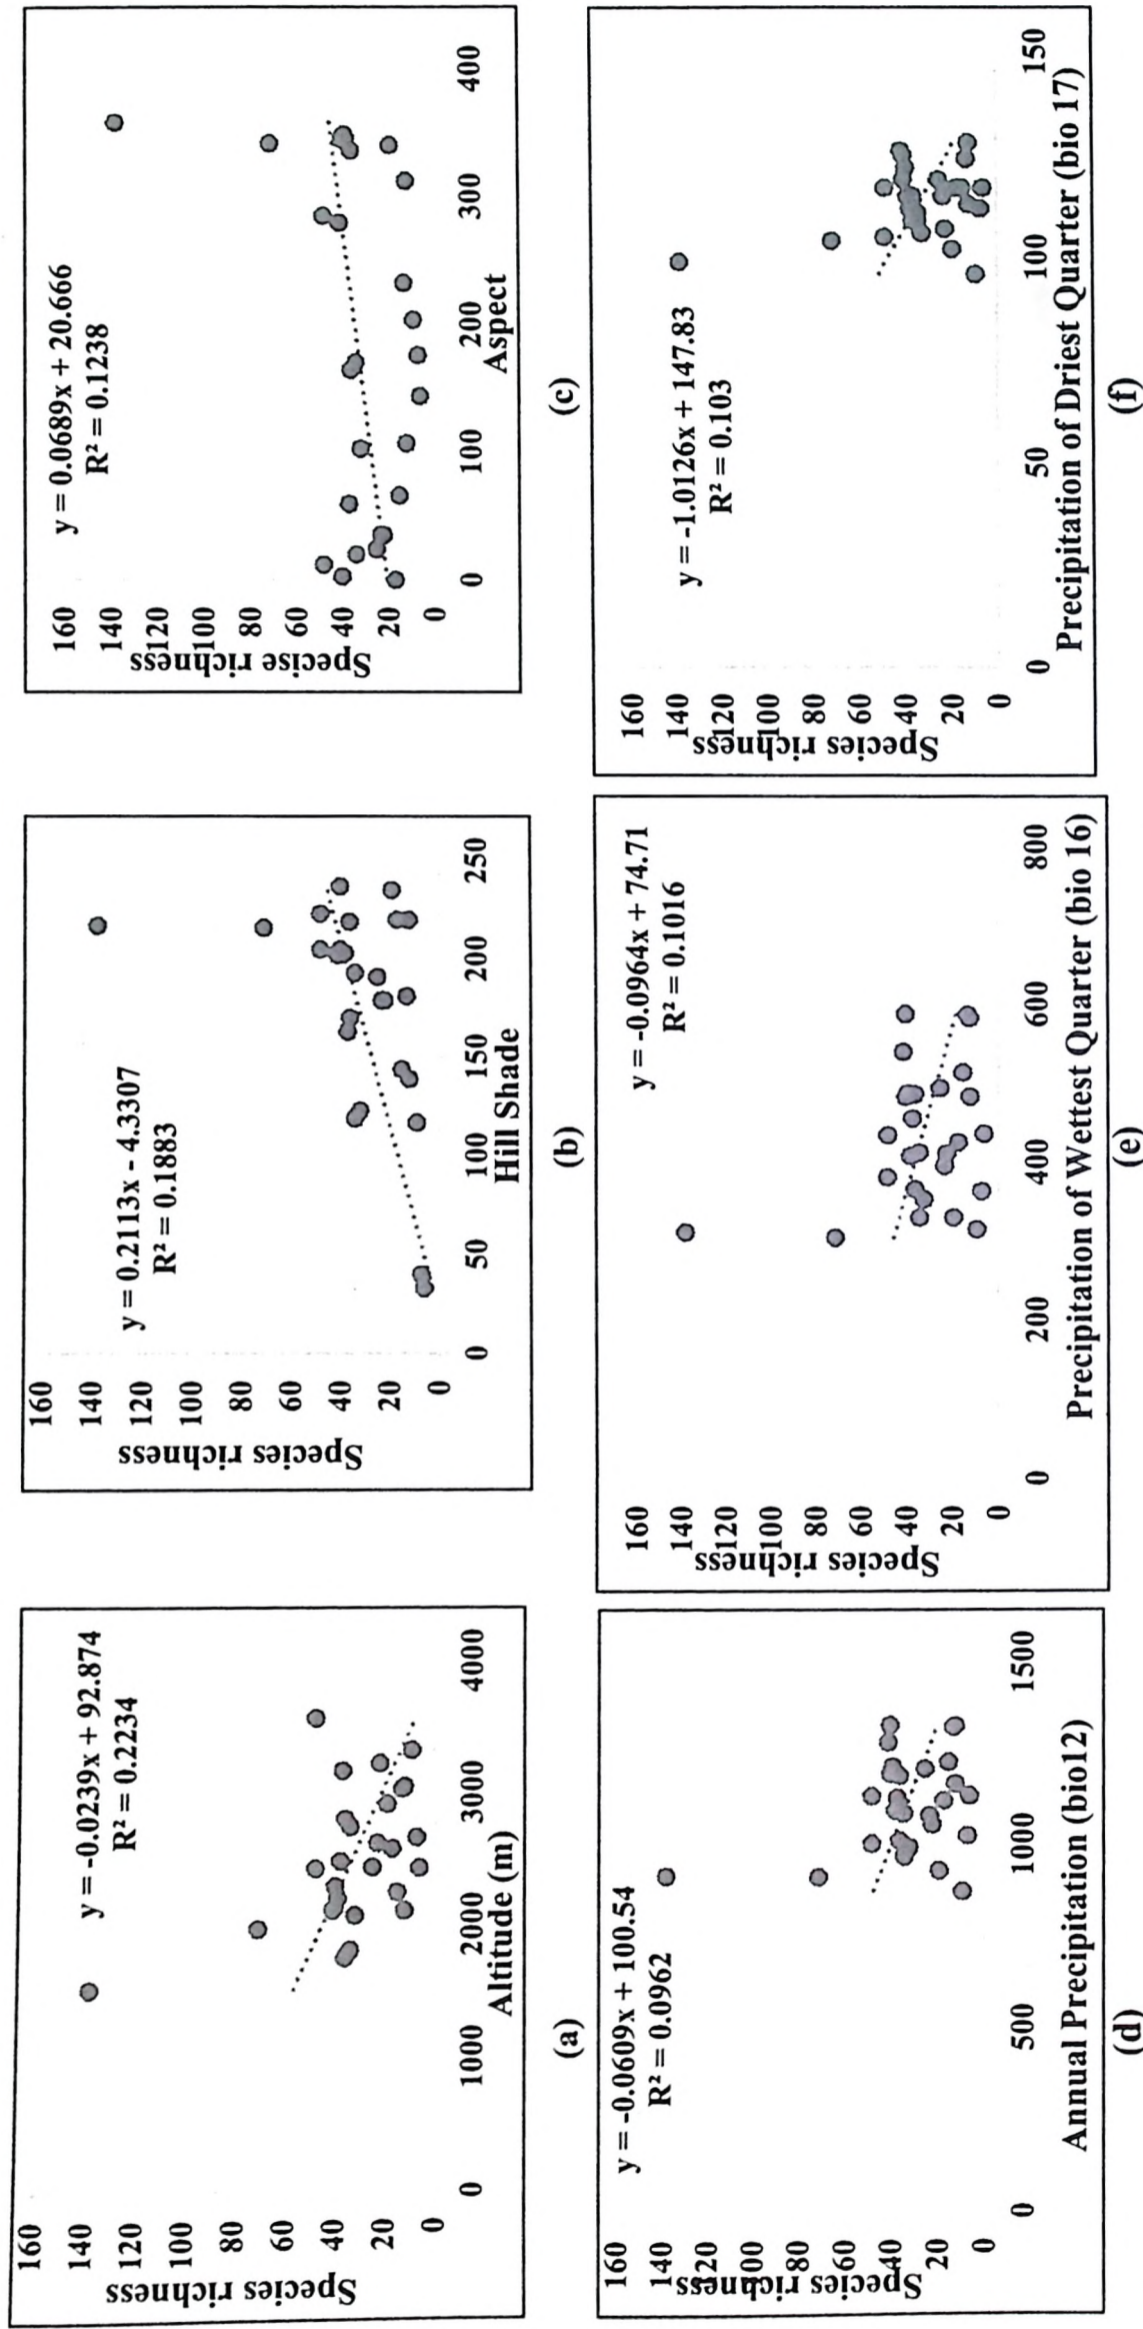 y = -0.0239x + 92.874
R² = 0.2234
160
140
120
100
80
60
40
20
0
Species richness
0
1000
2000
3000
4000
Altitude (m)
(a)
y = 0.2113x - 4.3307
R² = 0.1883
160
140
120
100
80
60
40
20
0
Species richness
0
50
100
150
200
250
Hill Shade
(b)
y = 0.0689x + 20.666
R² = 0.1238
160
140
120
100
80
60
40
20
0
Specise richness
0
100
200
300
400
Aspect
(c)
y = -0.0609x + 100.54
R² = 0.0962
160
140
120
100
80
60
40
20
0
Species richness
0
500
1000
1500
Annual Precipitation (bio12)
(d)
y = -0.0964x + 74.71
R² = 0.1016
160
140
120
100
80
60
40
20
0
Species richness
0
200
400
600
800
Precipitation of Wettest Quarter (bio 16)
(e)
y = -1.0126x + 147.83
R² = 0.103
160
140
120
100
80
60
40
20
0
Species richness
0
50
100
150
Precipitation of Driest Quarter (bio 17)
(f)